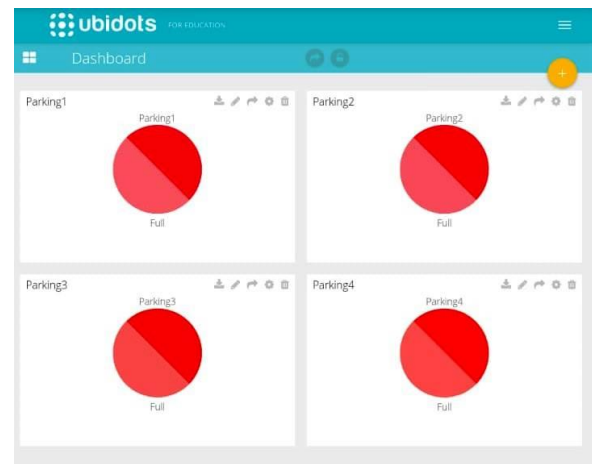 ubidots FOR EDUCATION
Dashboard
Parking1
Parking1
Full
Parking2
Parking2
Full
Parking3
Parking3
Full
Parking4
Parking4
Full